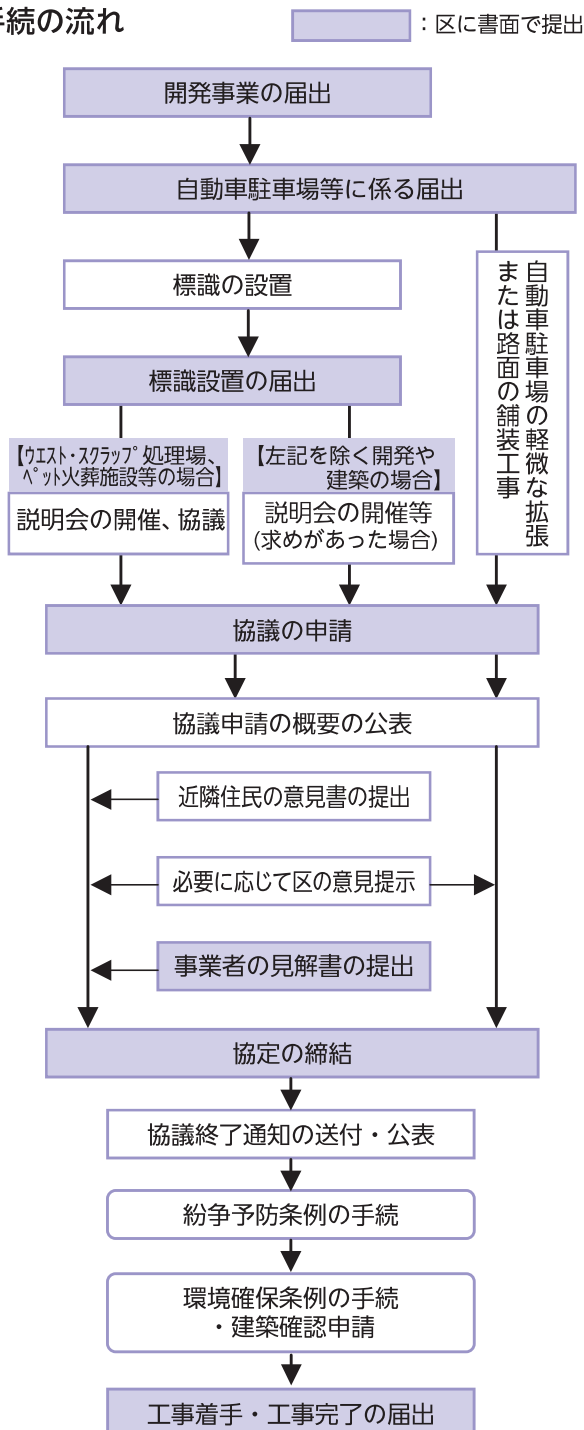 手続の流れ
：区に書面で提出
開発事業の届出
自動車駐車場等に係る届出
標識の設置
標識設置の届出
自動車駐車場の軽微な拡張
または路面の舗装工事
【ｳｴｽﾄ・ｽｸﾗｯﾌﾟ処理場、
ﾍﾟｯﾄ火葬施設等の場合】
説明会の開催、協議
【左記を除く開発や
建築の場合】
説明会の開催等
(求めがあった場合)
協議の申請
協議申請の概要の公表
近隣住民の意見書の提出
必要に応じて区の意見提示
事業者の見解書の提出
協定の締結
協議終了通知の送付・公表
紛争予防条例の手続
環境確保条例の手続
・建築確認申請
工事着手・工事完了の届出